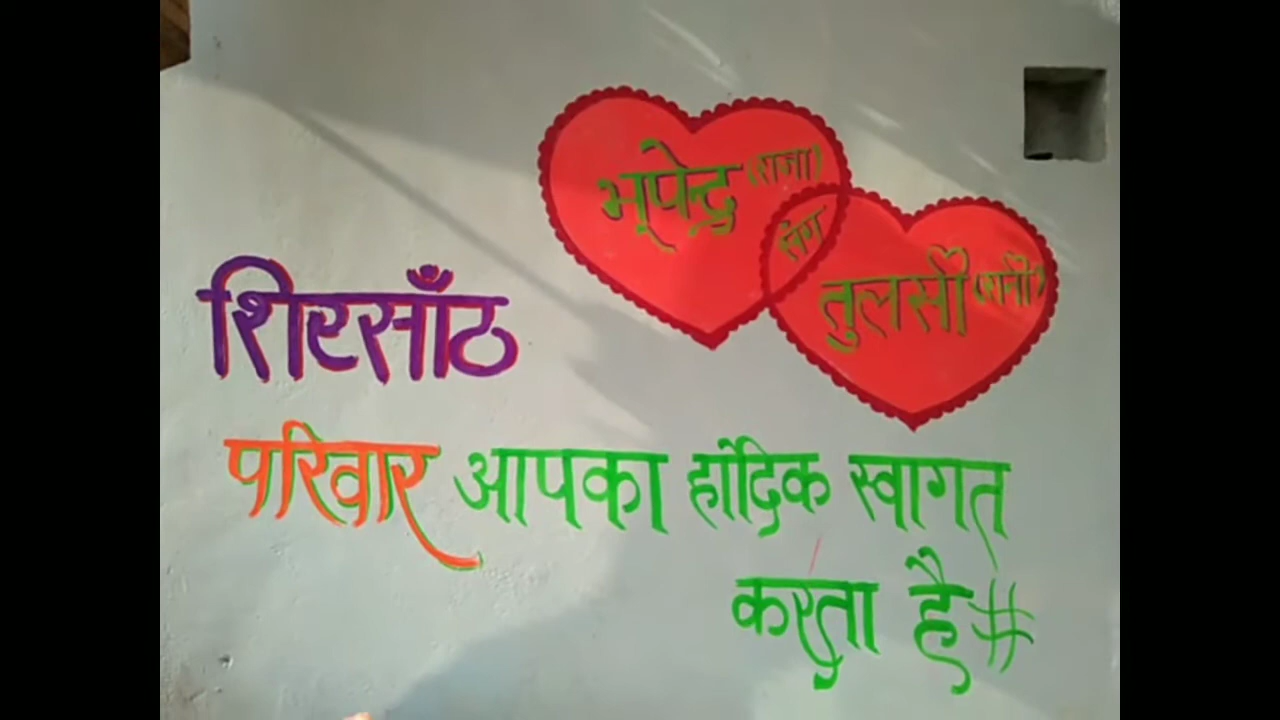 भूपेन्द्र (राजा)
संग
तुलसी (रानी)
शिरसाँठ
परिवार आपका हार्दिक स्वागत
करता है #